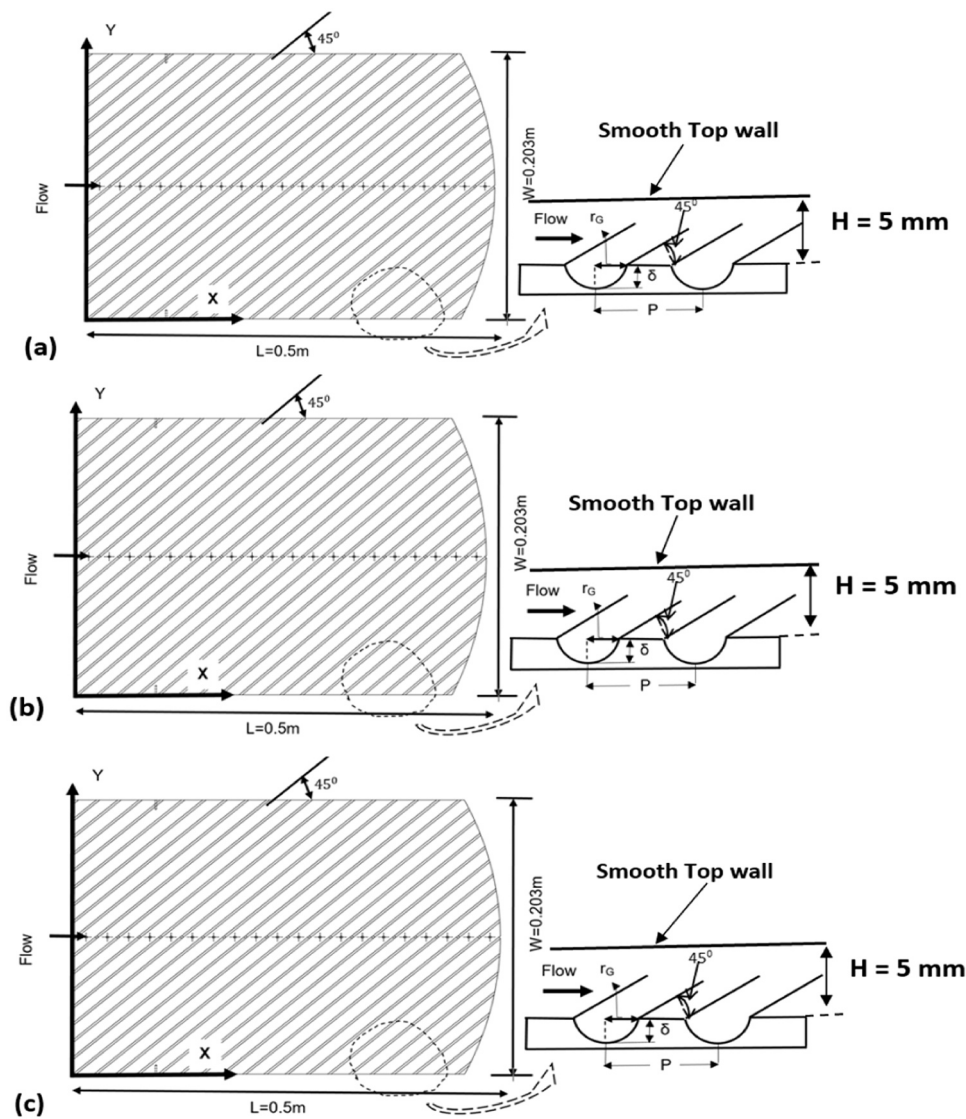 Y
45⁰
Flow
X
L=0.5m
W=0.203m
Smooth Top wall
Flow
r_G
45⁰
H = 5 mm
δ
P
(a)
Y
45⁰
Flow
X
L=0.5m
W=0.203m
Smooth Top wall
Flow
r_G
45⁰
H = 5 mm
δ
P
(b)
Y
45⁰
Flow
X
L=0.5m
W=0.203m
Smooth Top wall
Flow
r_G
45⁰
H = 5 mm
δ
P
(c)